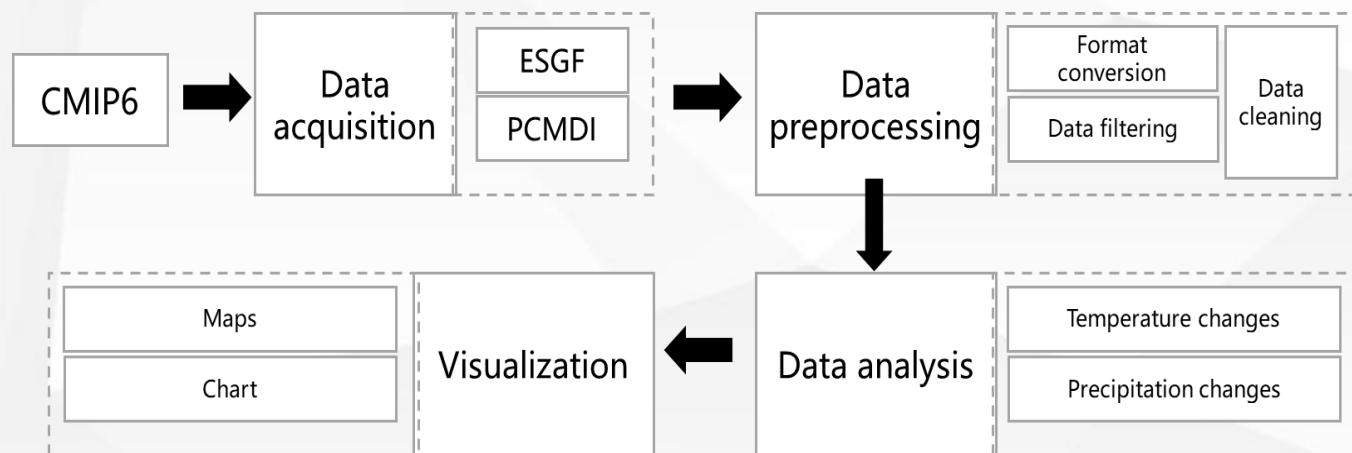 CMIP6
Data
acquisition
ESGF
PCMDI
Data
preprocessing
Format
conversion
Data filtering
Data
cleaning
Maps
Chart
Visualization
Data analysis
Temperature changes
Precipitation changes